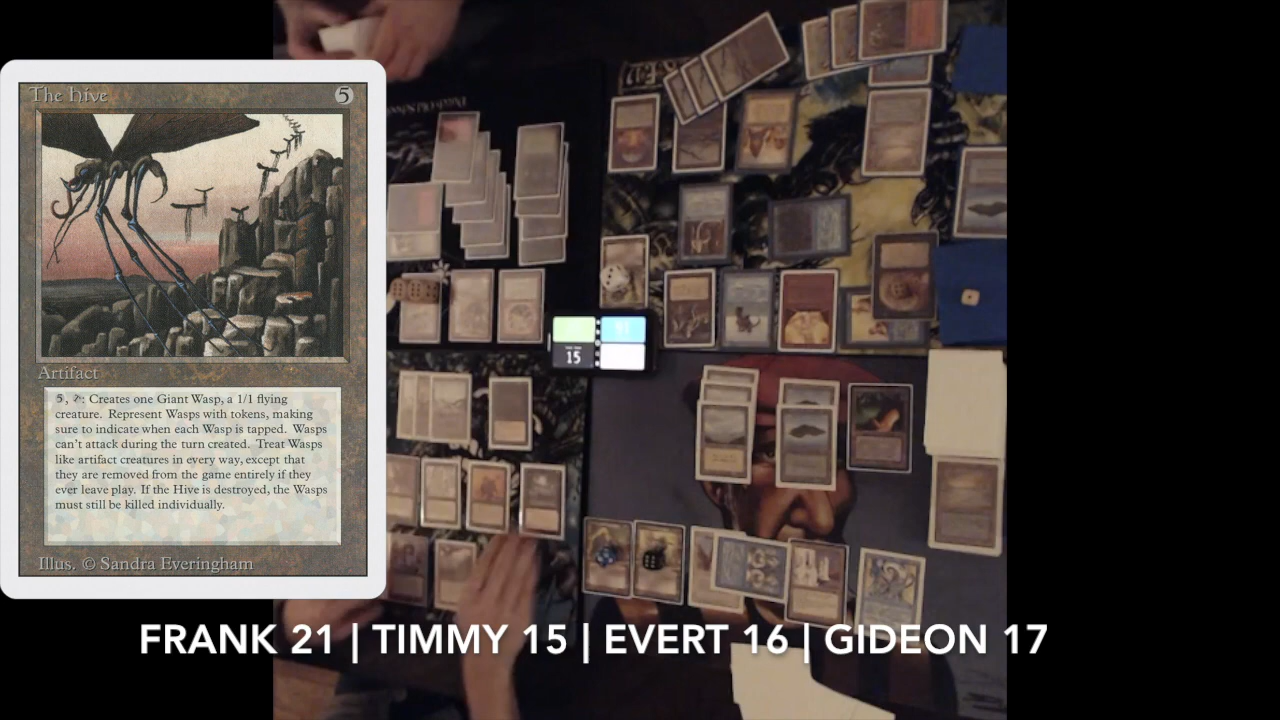 The Hive 5
Artifact
5, T: Creates one Giant Wasp, a 1/1 flying
creature. Represent Wasps with tokens, making
sure to indicate when each Wasp is tapped. Wasps
can't attack during the turn created. Treat Wasps
like artifact creatures in every way, except that
they are removed from the game entirely if they
ever leave play. If the Hive is destroyed, the Wasps
must still be killed individually.
Illus. © Sandra Everingham
15
FRANK 21 | TIMMY 15 | EVERT 16 | GIDEON 17